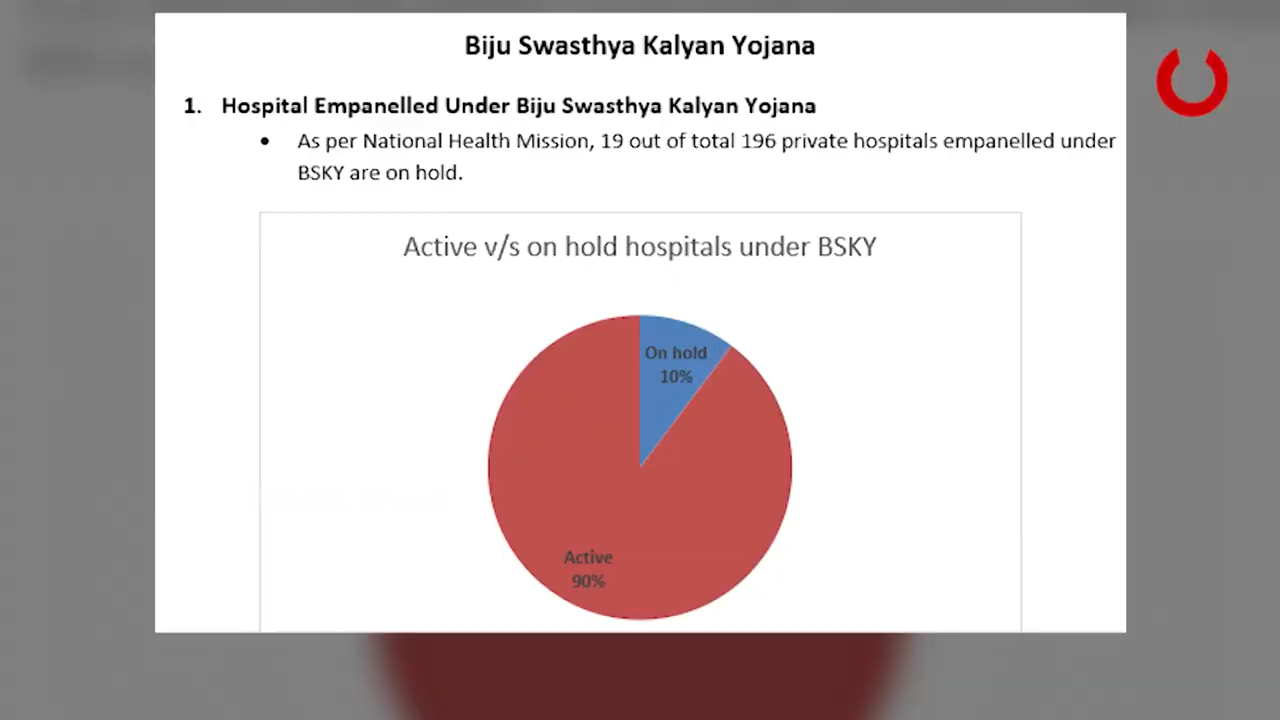 Biju Swasthya Kalyan Yojana
1. Hospital Empanelled Under Biju Swasthya Kalyan Yojana
• As per National Health Mission, 19 out of total 196 private hospitals empanelled under
BSKY are on hold.
Active v/s on hold hospitals under BSKY
On hold
10%
Active
90%